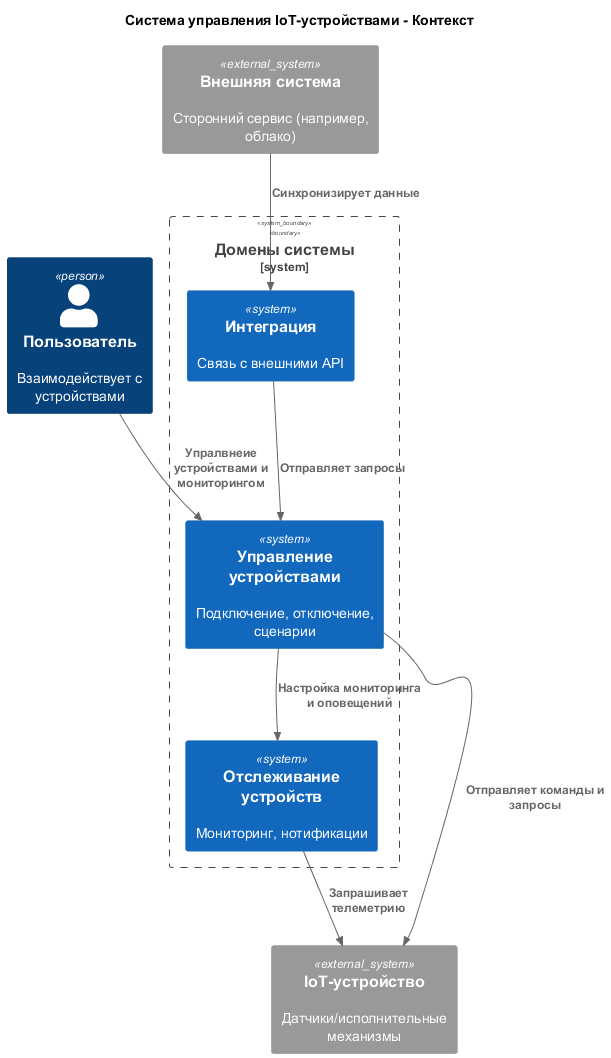 Система управления IoT-устройствами - Контекст
«external_system»
Внешняя система
Сторонний сервис (например,
облако)
Синхронизирует данные
«system_boundary»
«boundary»
Домены системы
[system]
«person»
Пользователь
Взаимодействует с
устройствами
«system»
Интеграция
Связь с внешними API
Упралвнеие
устройствами и
мониторингом
Отправляет запросы
«system»
Управление
устройствами
Подключение, отключение,
сценарии
Настройка мониторинга
и оповещений
«system»
Отслеживание
устройств
Мониторинг, нотификации
Отправляет команды и
запросы
Запрашивает
телеметрию
«external_system»
IoT-устройство
Датчики/исполнительные
механизмы